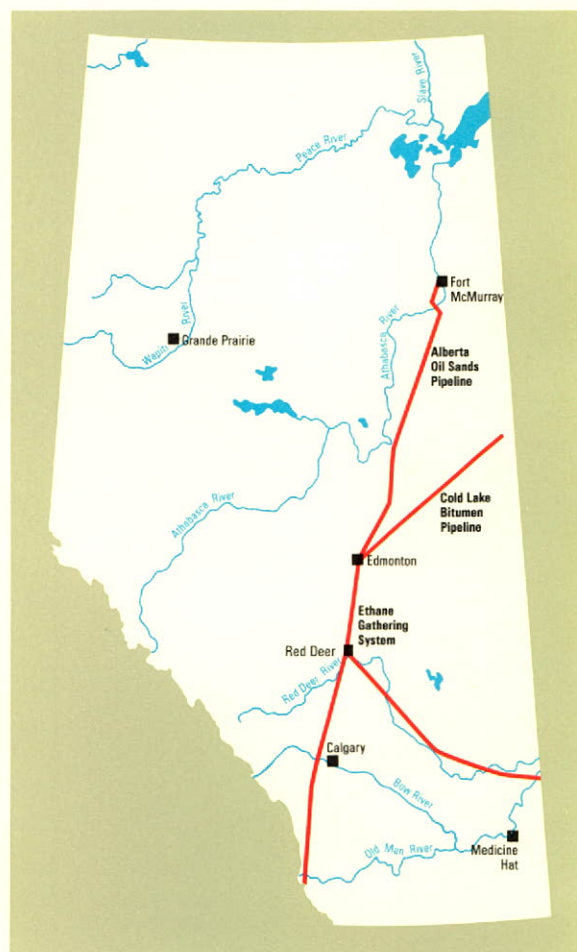 Slave River
Peace River
Fort
McMurray
Wapiti River
Grande Prairie
Athabasca River
Alberta
Oil Sands
Pipeline
Athabasca River
Cold Lake
Bitumen
Pipeline
Edmonton
Ethane
Gathering
System
Red Deer
Red Deer River
Calgary
Bow River
Old Man River
Medicine
Hat